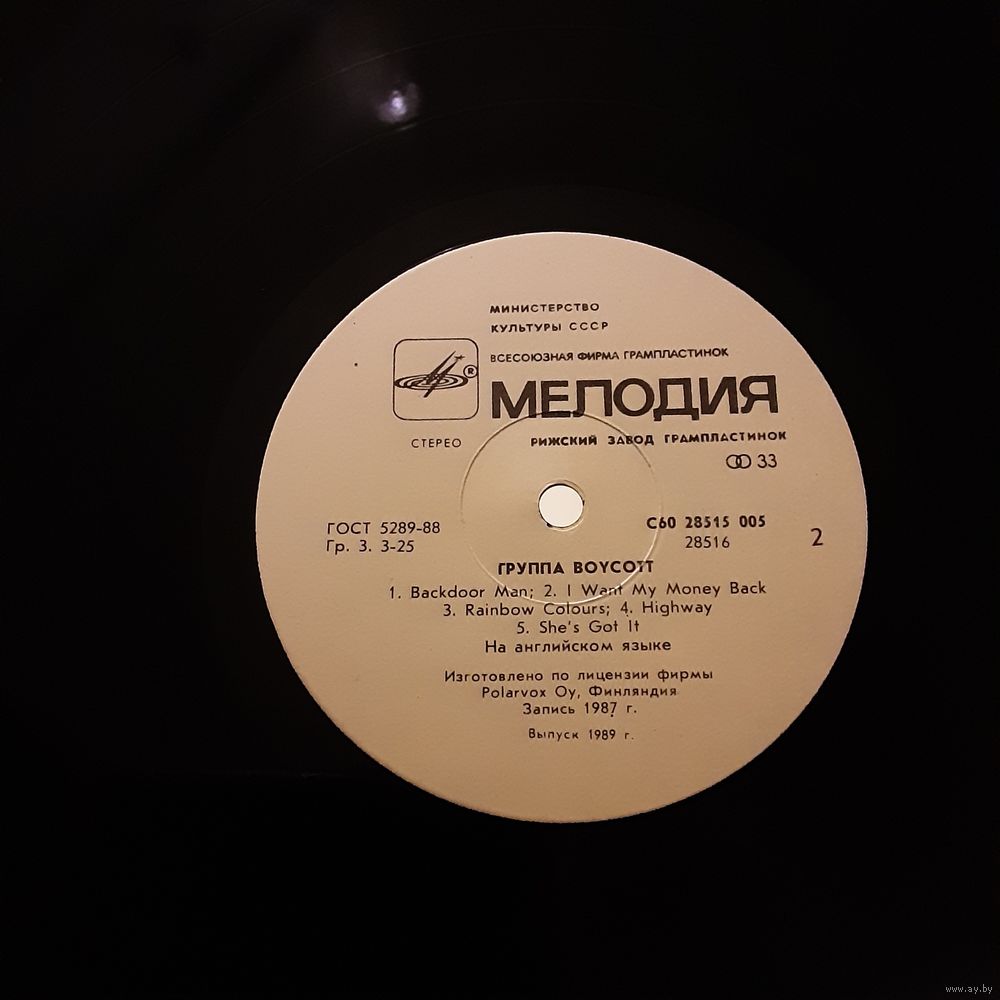 МИНИСТЕРСТВО
КУЛЬТУРЫ СССР
ВСЕСОЮЗНАЯ ФИРМА ГРАМПЛАСТИНОК
®
МЕЛОДИЯ
СТЕРЕО
РИЖСКИЙ ЗАВОД ГРАМПЛАСТИНОК
33
ГОСТ 5289-88
Гр. 3. 3-25
С60 28515 005
28516
2
ГРУППА BOYCOTT
1. Backdoor Man; 2. I Want My Money Back
3. Rainbow Colours; 4. Highway
5. She's Got It
На английском языке
Изготовлено по лицензии фирмы
Polarvox Oy, Финляндия
Запись 1987 г.
Выпуск 1989 г.
www.ay.by